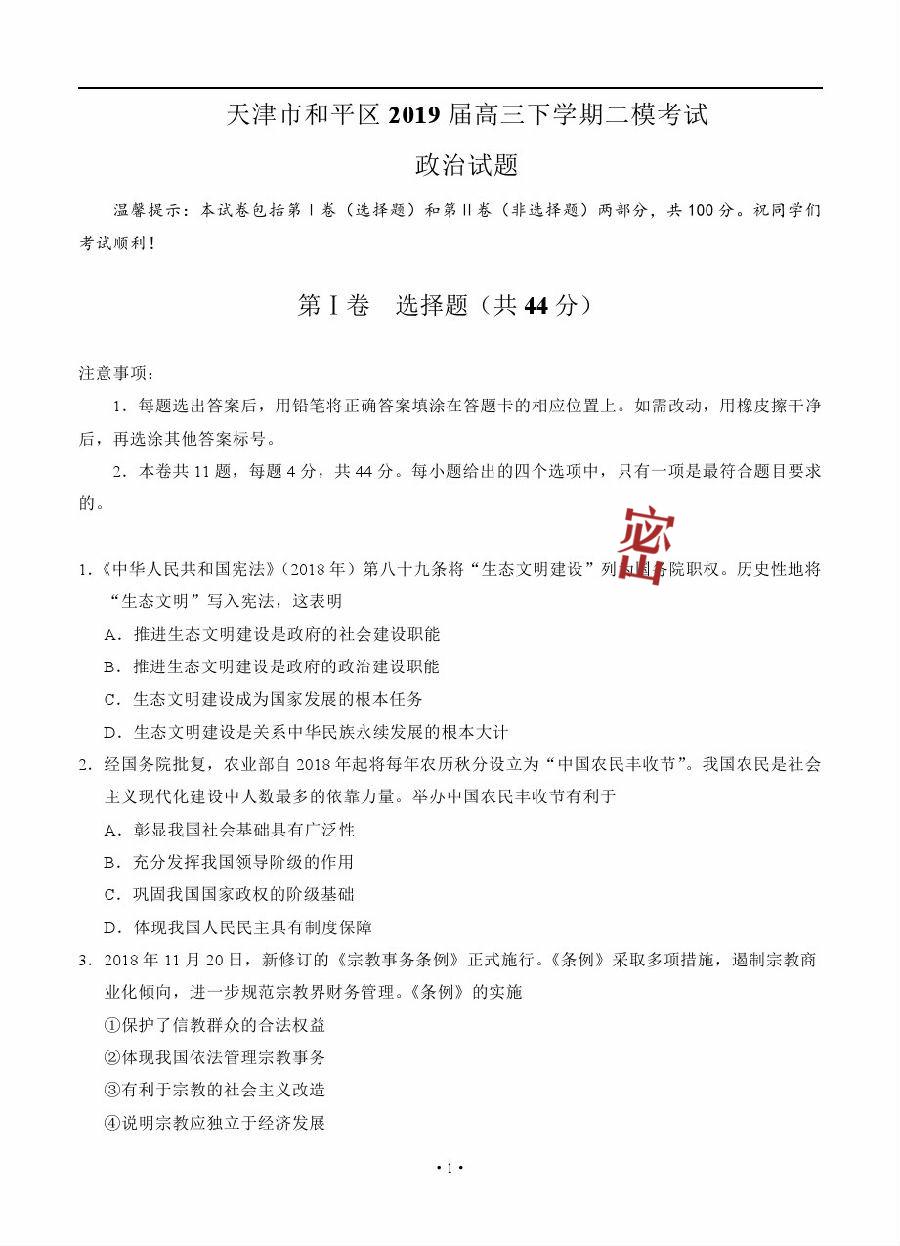 天津市和平区 2019 届高三下学期二模考试
政治试题
温馨提示：本试卷包括第Ⅰ卷（选择题）和第Ⅱ卷（非选择题）两部分，共 100 分。祝同学们
考试顺利！
第Ⅰ卷　选择题（共 44 分）
注意事项：
1．每题选出答案后，用铅笔将正确答案填涂在答题卡的相应位置上。如需改动，用橡皮擦干净
后，再选涂其他答案标号。
2．本卷共 11 题，每题 4 分，共 44 分。每小题给出的四个选项中，只有一项是最符合题目要求
的。
密
1．《中华人民共和国宪法》（2018 年）第八十九条将“生态文明建设”列为国务院职权。历史性地将
“生态文明”写入宪法，这表明
A．推进生态文明建设是政府的社会建设职能
B．推进生态文明建设是政府的政治建设职能
C．生态文明建设成为国家发展的根本任务
D．生态文明建设是关系中华民族永续发展的根本大计
2．经国务院批复，农业部自 2018 年起将每年农历秋分设立为“中国农民丰收节”。我国农民是社会
主义现代化建设中人数最多的依靠力量。举办中国农民丰收节有利于
A．彰显我国社会基础具有广泛性
B．充分发挥我国领导阶级的作用
C．巩固我国国家政权的阶级基础
D．体现我国人民民主具有制度保障
3．2018 年 11 月 20 日，新修订的《宗教事务条例》正式施行。《条例》采取多项措施，遏制宗教商
业化倾向，进一步规范宗教界财务管理。《条例》的实施
①保护了信教群众的合法权益
②体现我国依法管理宗教事务
③有利于宗教的社会主义改造
④说明宗教应独立于经济发展
·1·